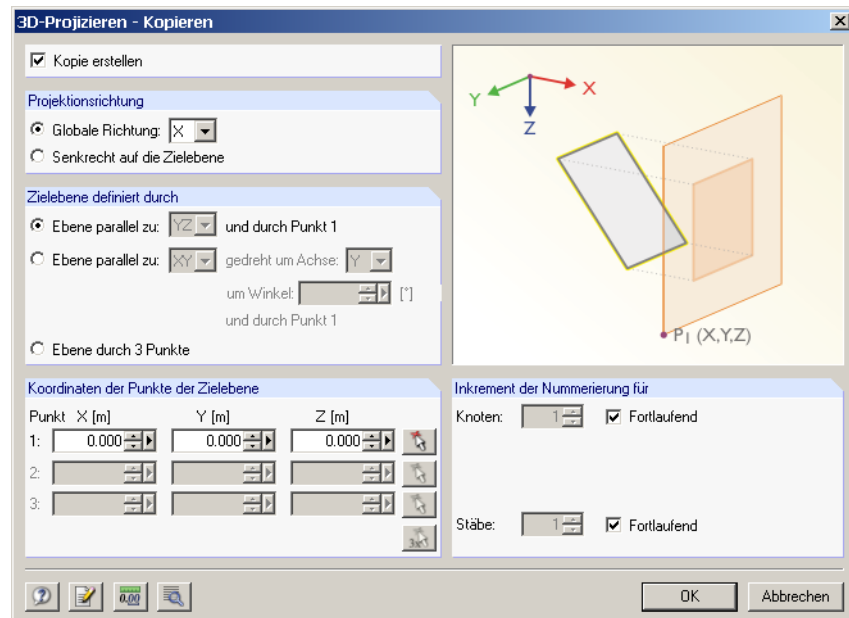 3D-Projizieren - Kopieren
Kopie erstellen
Projektionsrichtung
Globale Richtung: X
Senkrecht auf die Zielebene
Zielebene definiert durch
Ebene parallel zu: YZ und durch Punkt 1
Ebene parallel zu: XY gedreht um Achse: Y
um Winkel: [°]
und durch Punkt 1
Ebene durch 3 Punkte
Y X
Z
P1 (X,Y,Z)
Koordinaten der Punkte der Zielebene
Punkt X [m] Y [m] Z [m]
1: 0.000 0.000 0.000
2:
3:
3x
Inkrement der Nummerierung für
Knoten: 1 Fortlaufend
Stäbe: 1 Fortlaufend
0.00
OK Abbrechen